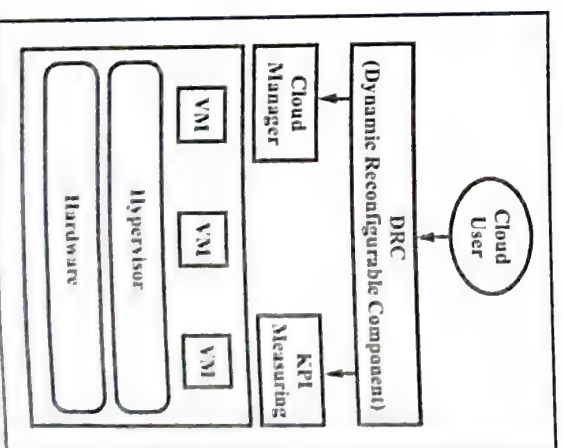 Cloud
User
DRC
(Dynamic Reconfigurable Component)
Cloud
Manager
KPI
Measuring
VM
VM
VM
Hypervisor
Hardware